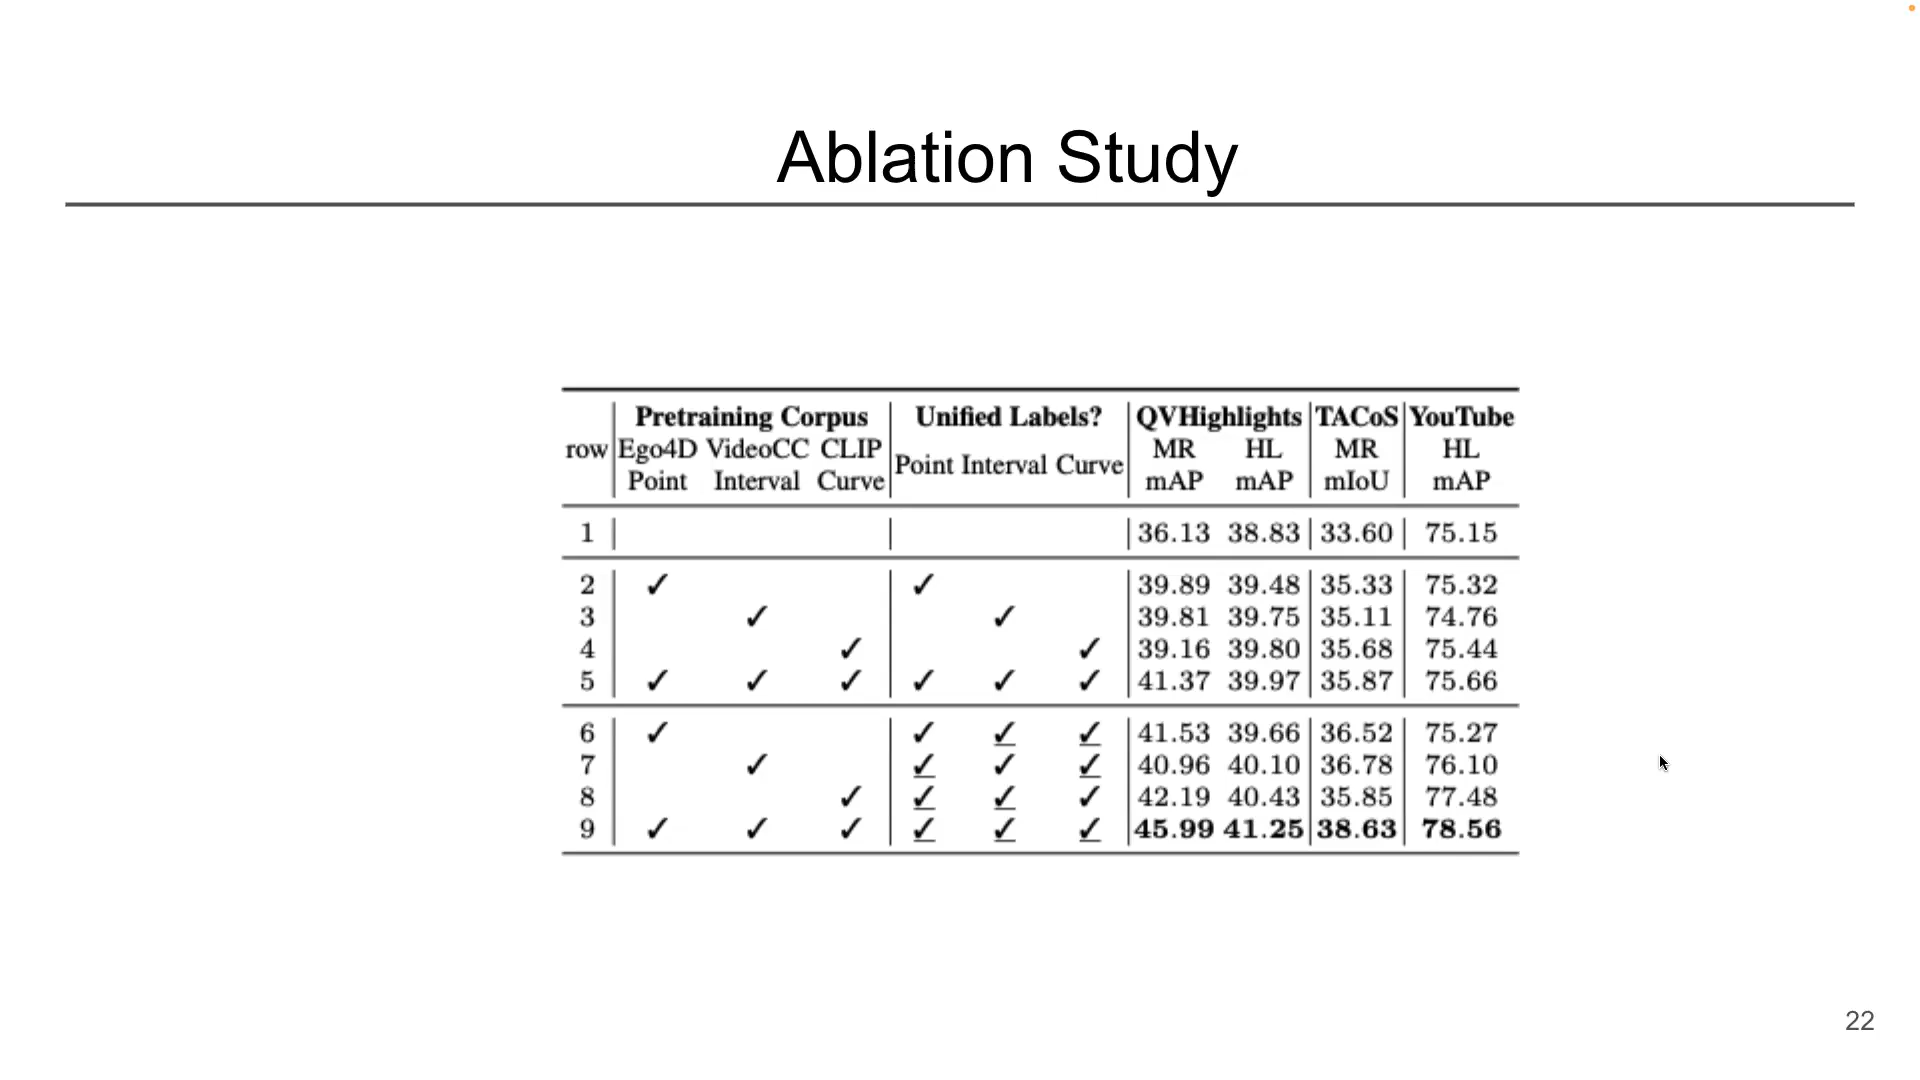 Ablation Study
Pretraining Corpus Unified Labels? QVHighlights TACoS YouTube
row Ego4D VideoCC CLIP Point Interval Curve MR HL MR HL
Point Interval Curve mAP mAP mIoU mAP
1 36.13 38.83 33.60 75.15
2 ✓ ✓ 39.89 39.48 35.33 75.32
3 ✓ ✓ 39.81 39.75 35.11 74.76
4 ✓ ✓ 39.16 39.80 35.68 75.44
5 ✓ ✓ ✓ ✓ ✓ ✓ 41.37 39.97 35.87 75.66
6 ✓ ✓ ✓ ✓ 41.53 39.66 36.52 75.27
7 ✓ ✓ ✓ ✓ 40.96 40.10 36.78 76.10
8 ✓ ✓ ✓ ✓ 42.19 40.43 35.85 77.48
9 ✓ ✓ ✓ ✓ ✓ ✓ 45.99 41.25 38.63 78.56
22